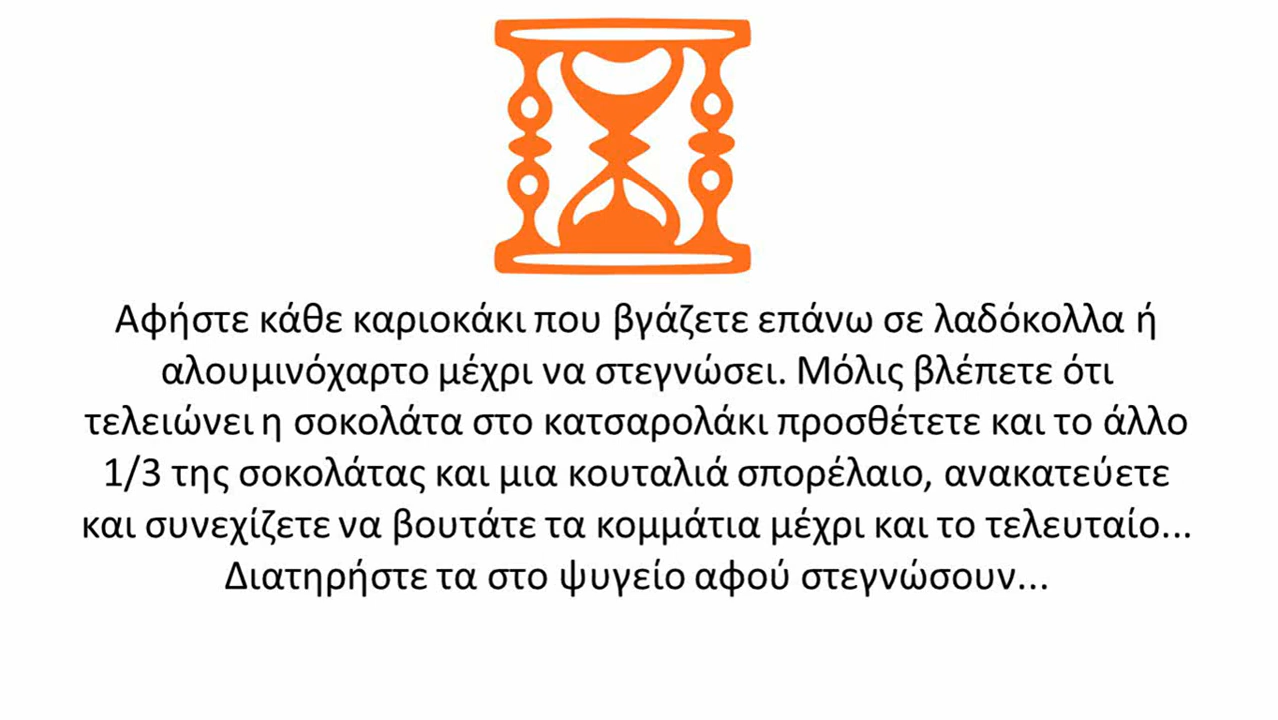 Αφήστε κάθε καριοκάκι που βγάζετε επάνω σε λαδόκολλα ή
αλουμινόχαρτο μέχρι να στεγνώσει. Μόλις βλέπετε ότι
τελειώνει η σοκολάτα στο κατσαρολάκι προσθέτετε και το άλλο
1/3 της σοκολάτας και μια κουταλιά σπορέλαιο, ανακατεύετε
και συνεχίζετε να βουτάτε τα κομμάτια μέχρι και το τελευταίο...
Διατηρήστε τα στο ψυγείο αφού στεγνώσουν...